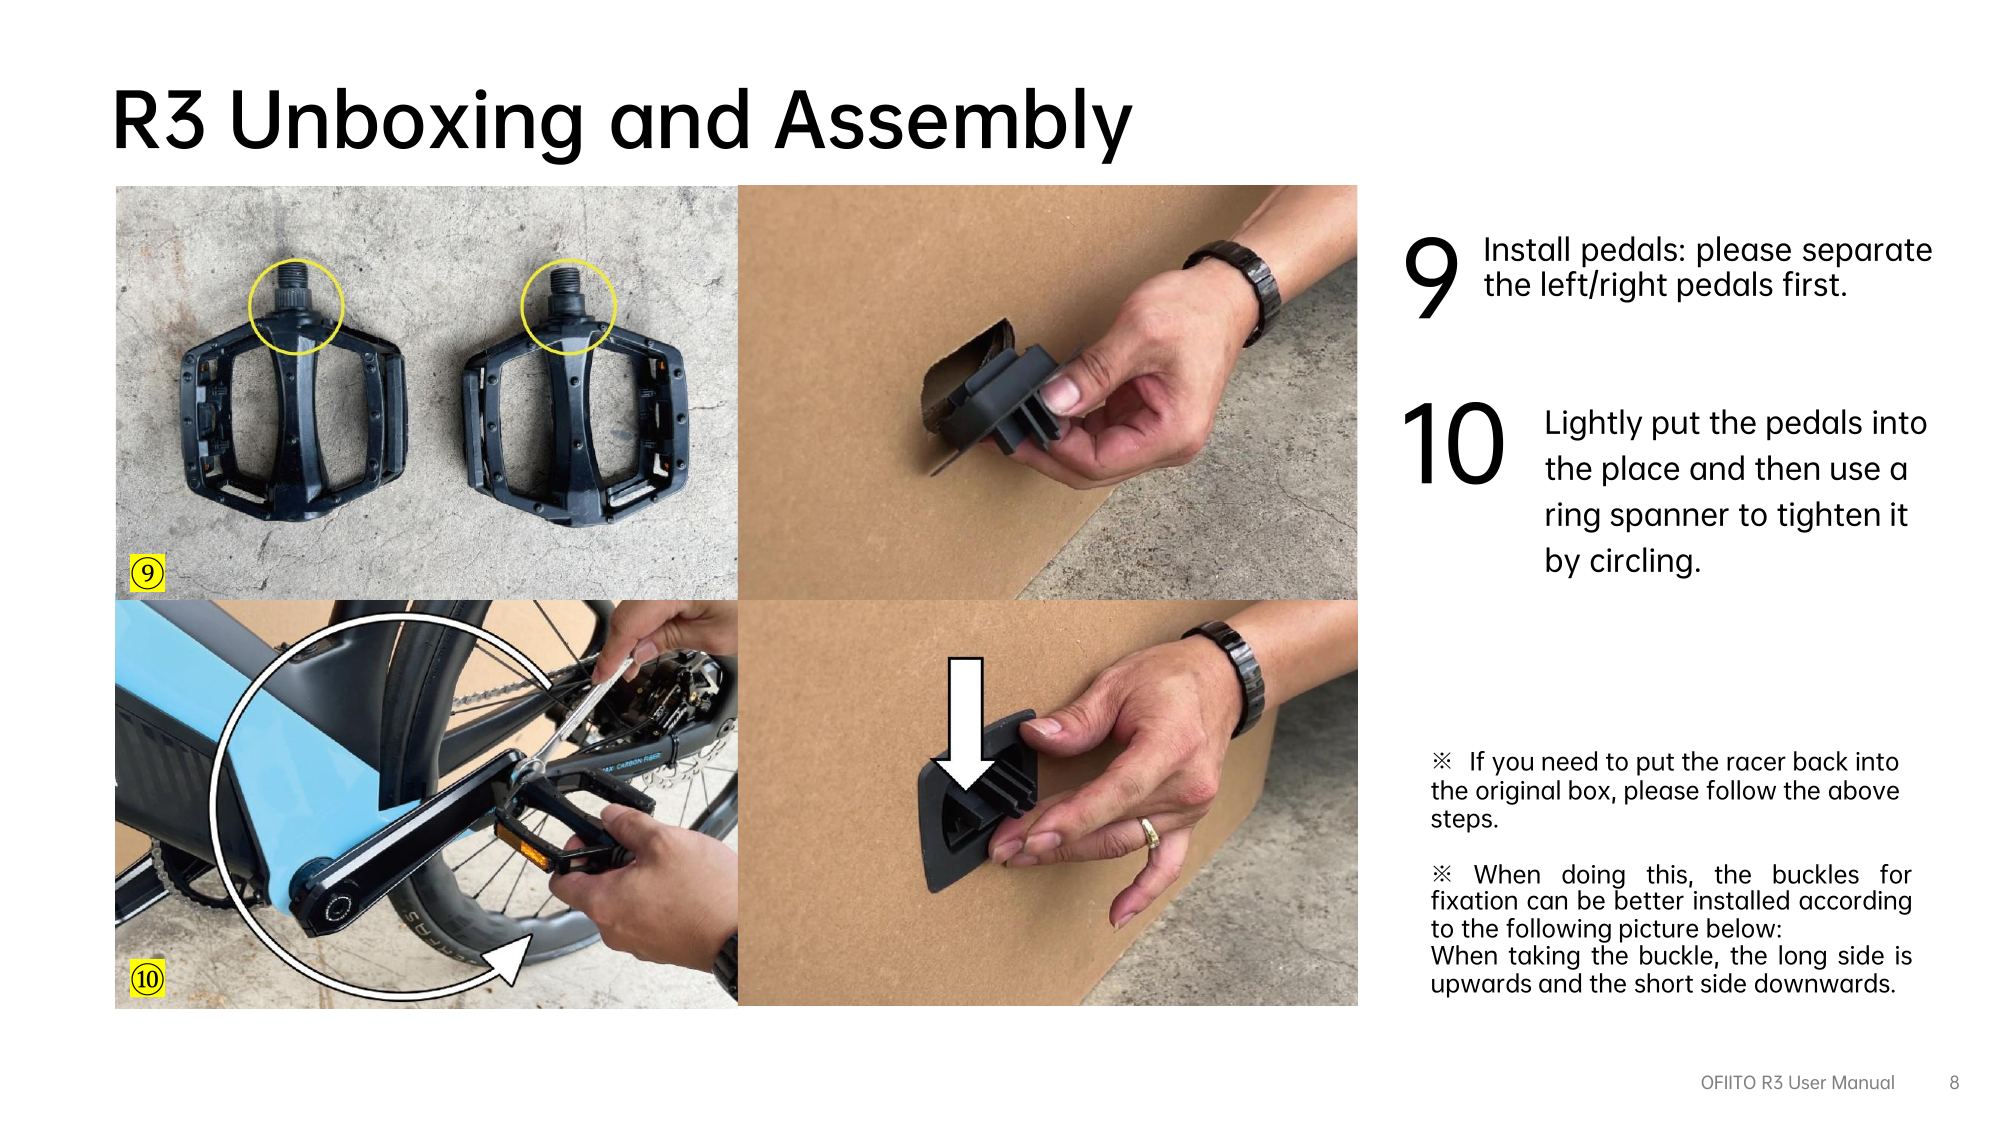 R3 Unboxing and Assembly
9
Install pedals: please separate
the left/right pedals first.
10
Lightly put the pedals into
the place and then use a
ring spanner to tighten it
by circling.
⑨
MAX CARBON FIBER
⑩
※ If you need to put the racer back into
the original box, please follow the above
steps.
※ When doing this, the buckles for
fixation can be better installed according
to the following picture below:
When taking the buckle, the long side is
upwards and the short side downwards.
OFIITO R3 User Manual
8